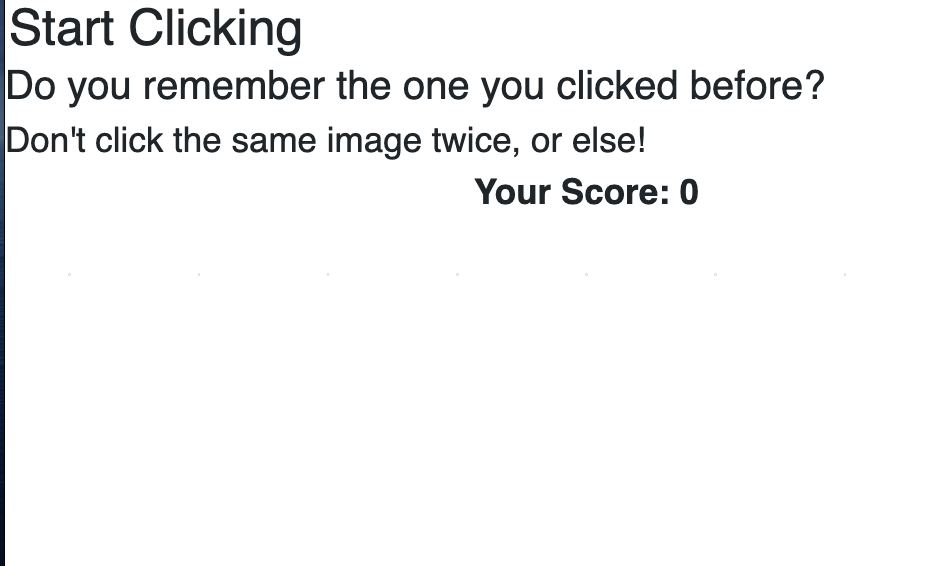 Start Clicking
Do you remember the one you clicked before?
Don't click the same image twice, or else!
Your Score: 0